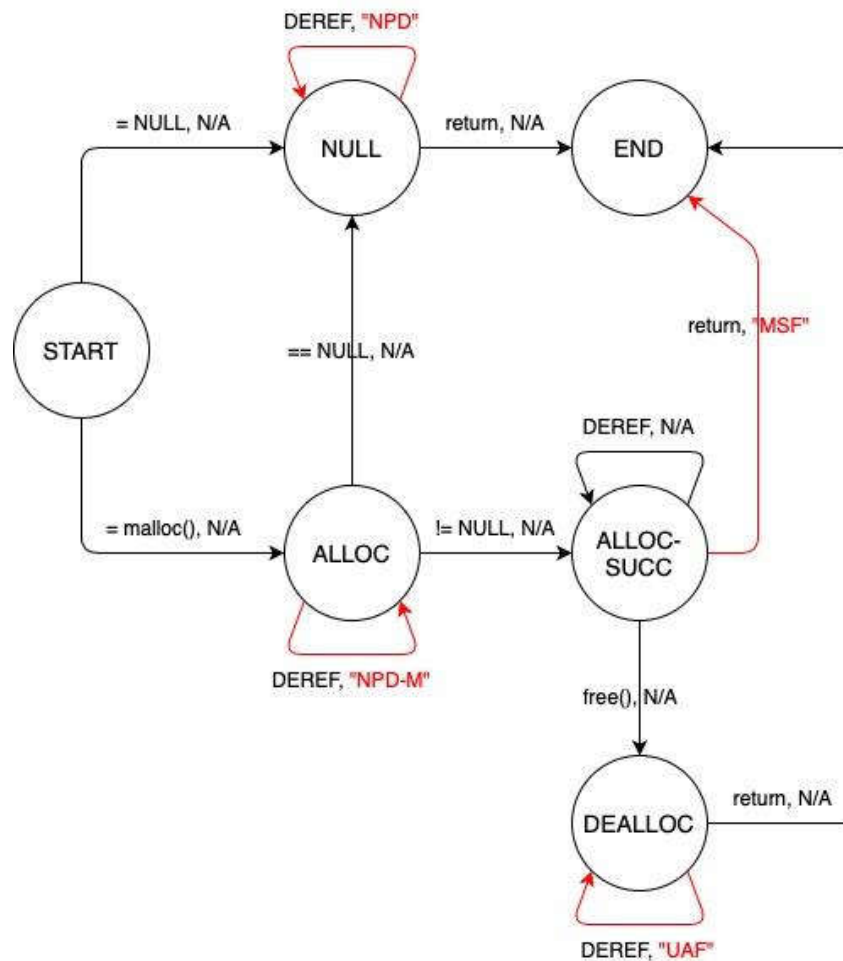 DEREF, "NPD"
= NULL, N/A
NULL
return, N/A
END
START
== NULL, N/A
return, "MSF"
DEREF, N/A
= malloc(), N/A
ALLOC
!= NULL, N/A
ALLOC-
SUCC
DEREF, "NPD-M"
free(), N/A
DEALLOC
return, N/A
DEREF, "UAF"